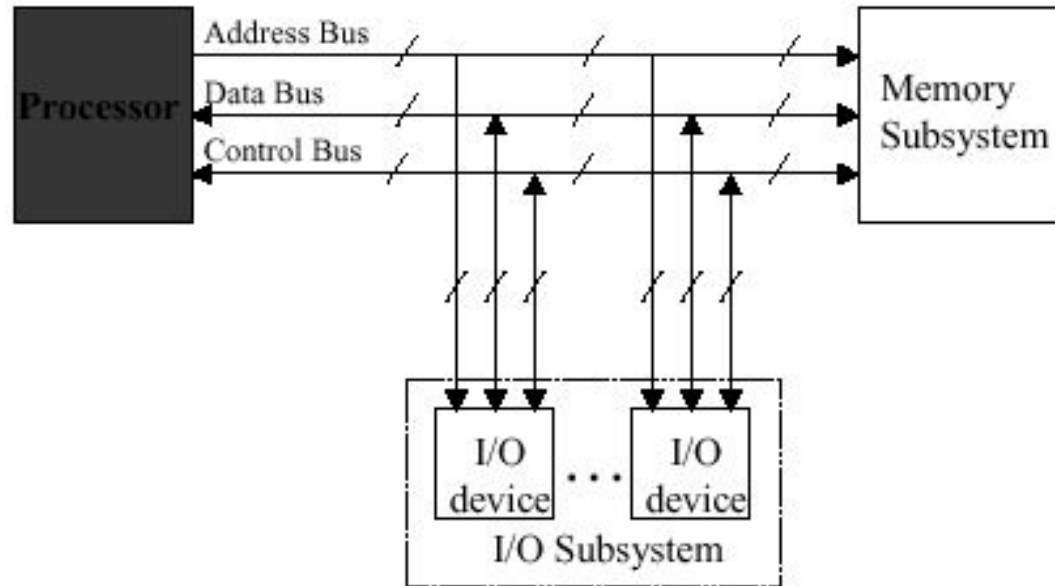 Address Bus
Processor
Data Bus
Control Bus
Memory
Subsystem
I/O
device
...
I/O
device
I/O Subsystem